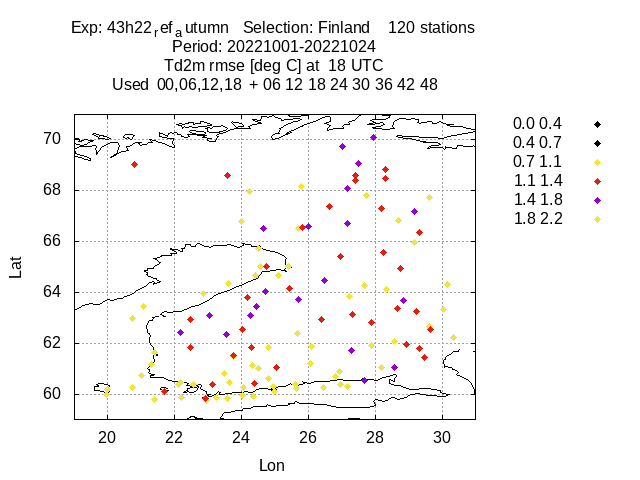 Exp: 43h22ref autumn   Selection: Finland    120 stations
Period: 20221001-20221024
Td2m rmse [deg C] at  18 UTC
Used  00,06,12,18  + 06 12 18 24 30 36 42 48
0.0 0.4
0.4 0.7
0.7 1.1
1.1 1.4
1.4 1.8
1.8 2.2
70
68
66
64
62
60
Lat
20 22 24 26 28 30
Lon